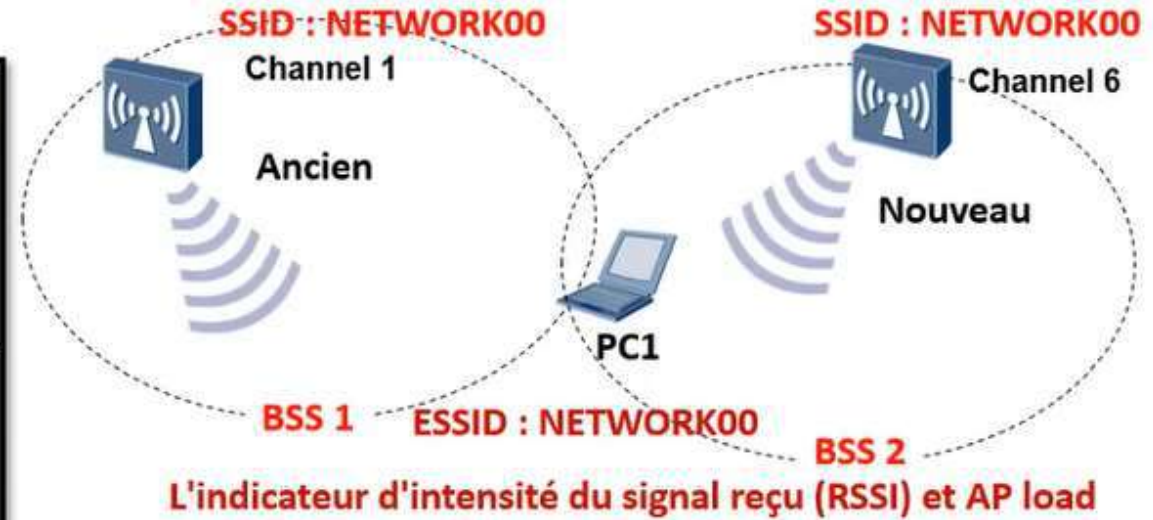 SSID : NETWORK00
SSID : NETWORK00
Channel 1
Channel 6
Ancien
Nouveau
PC1
BSS 1
ESSID : NETWORK00
BSS 2
L'indicateur d'intensité du signal reçu (RSSI) et AP load